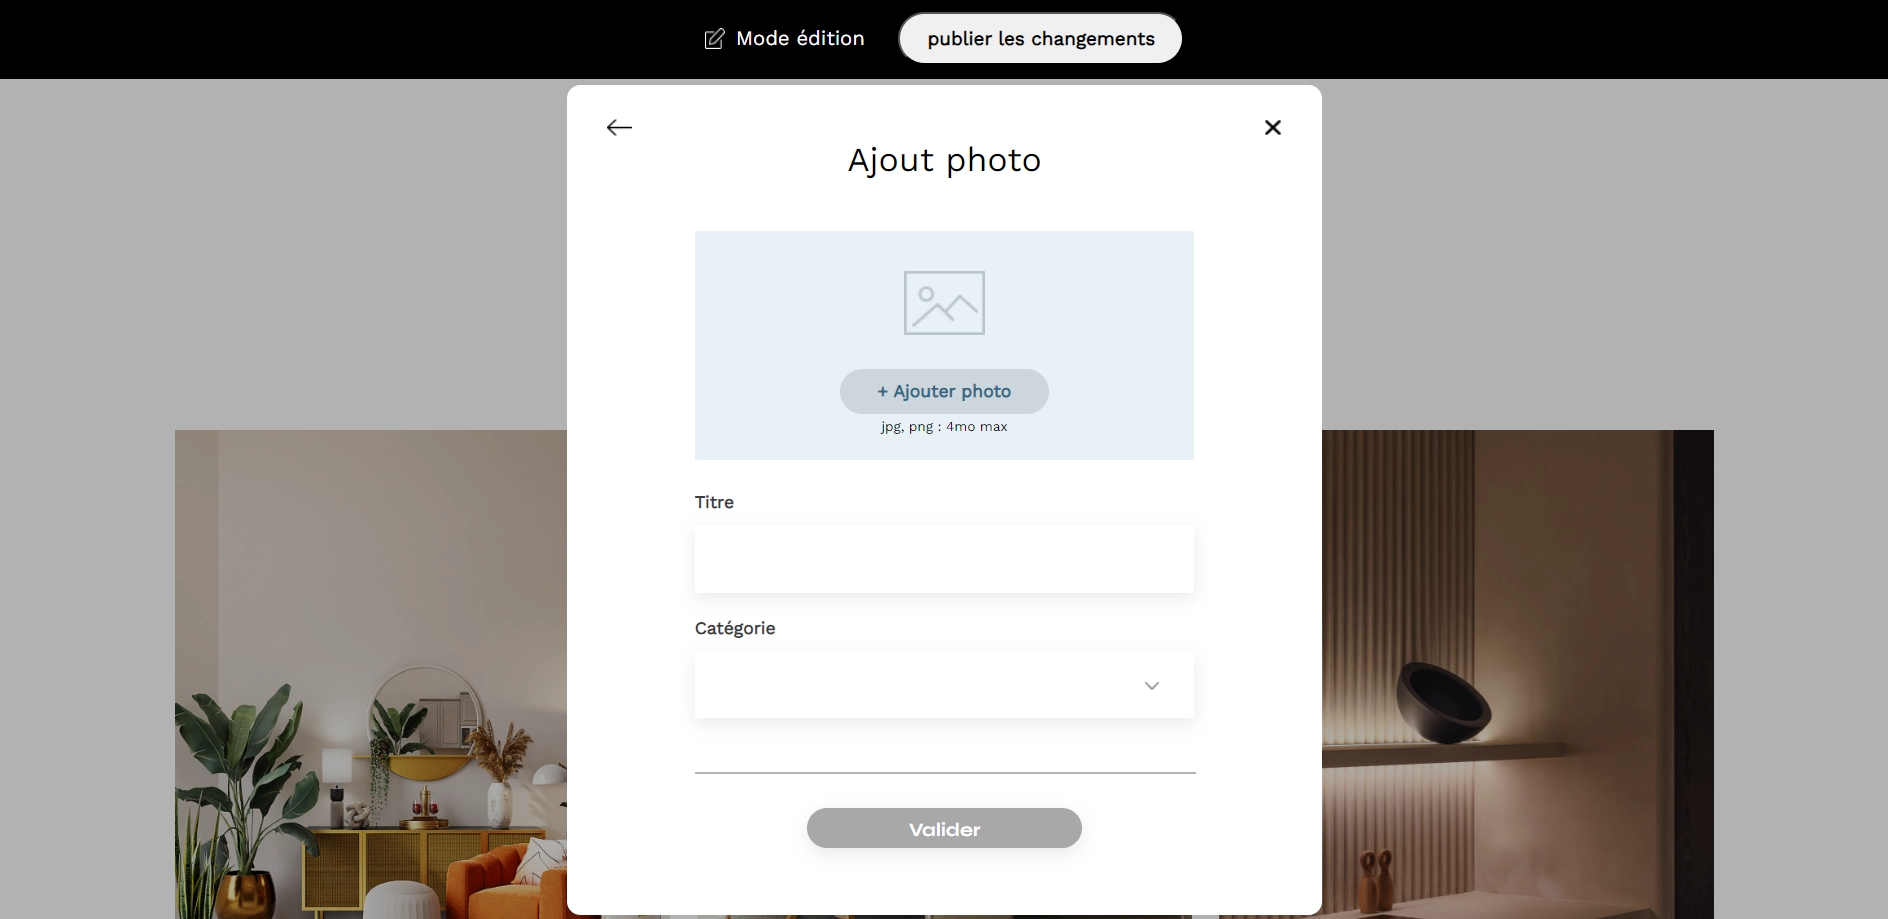 Mode édition
publier les changements
Ajout photo
+ Ajouter photo
jpg, png : 4mo max
Titre
Catégorie
Valider